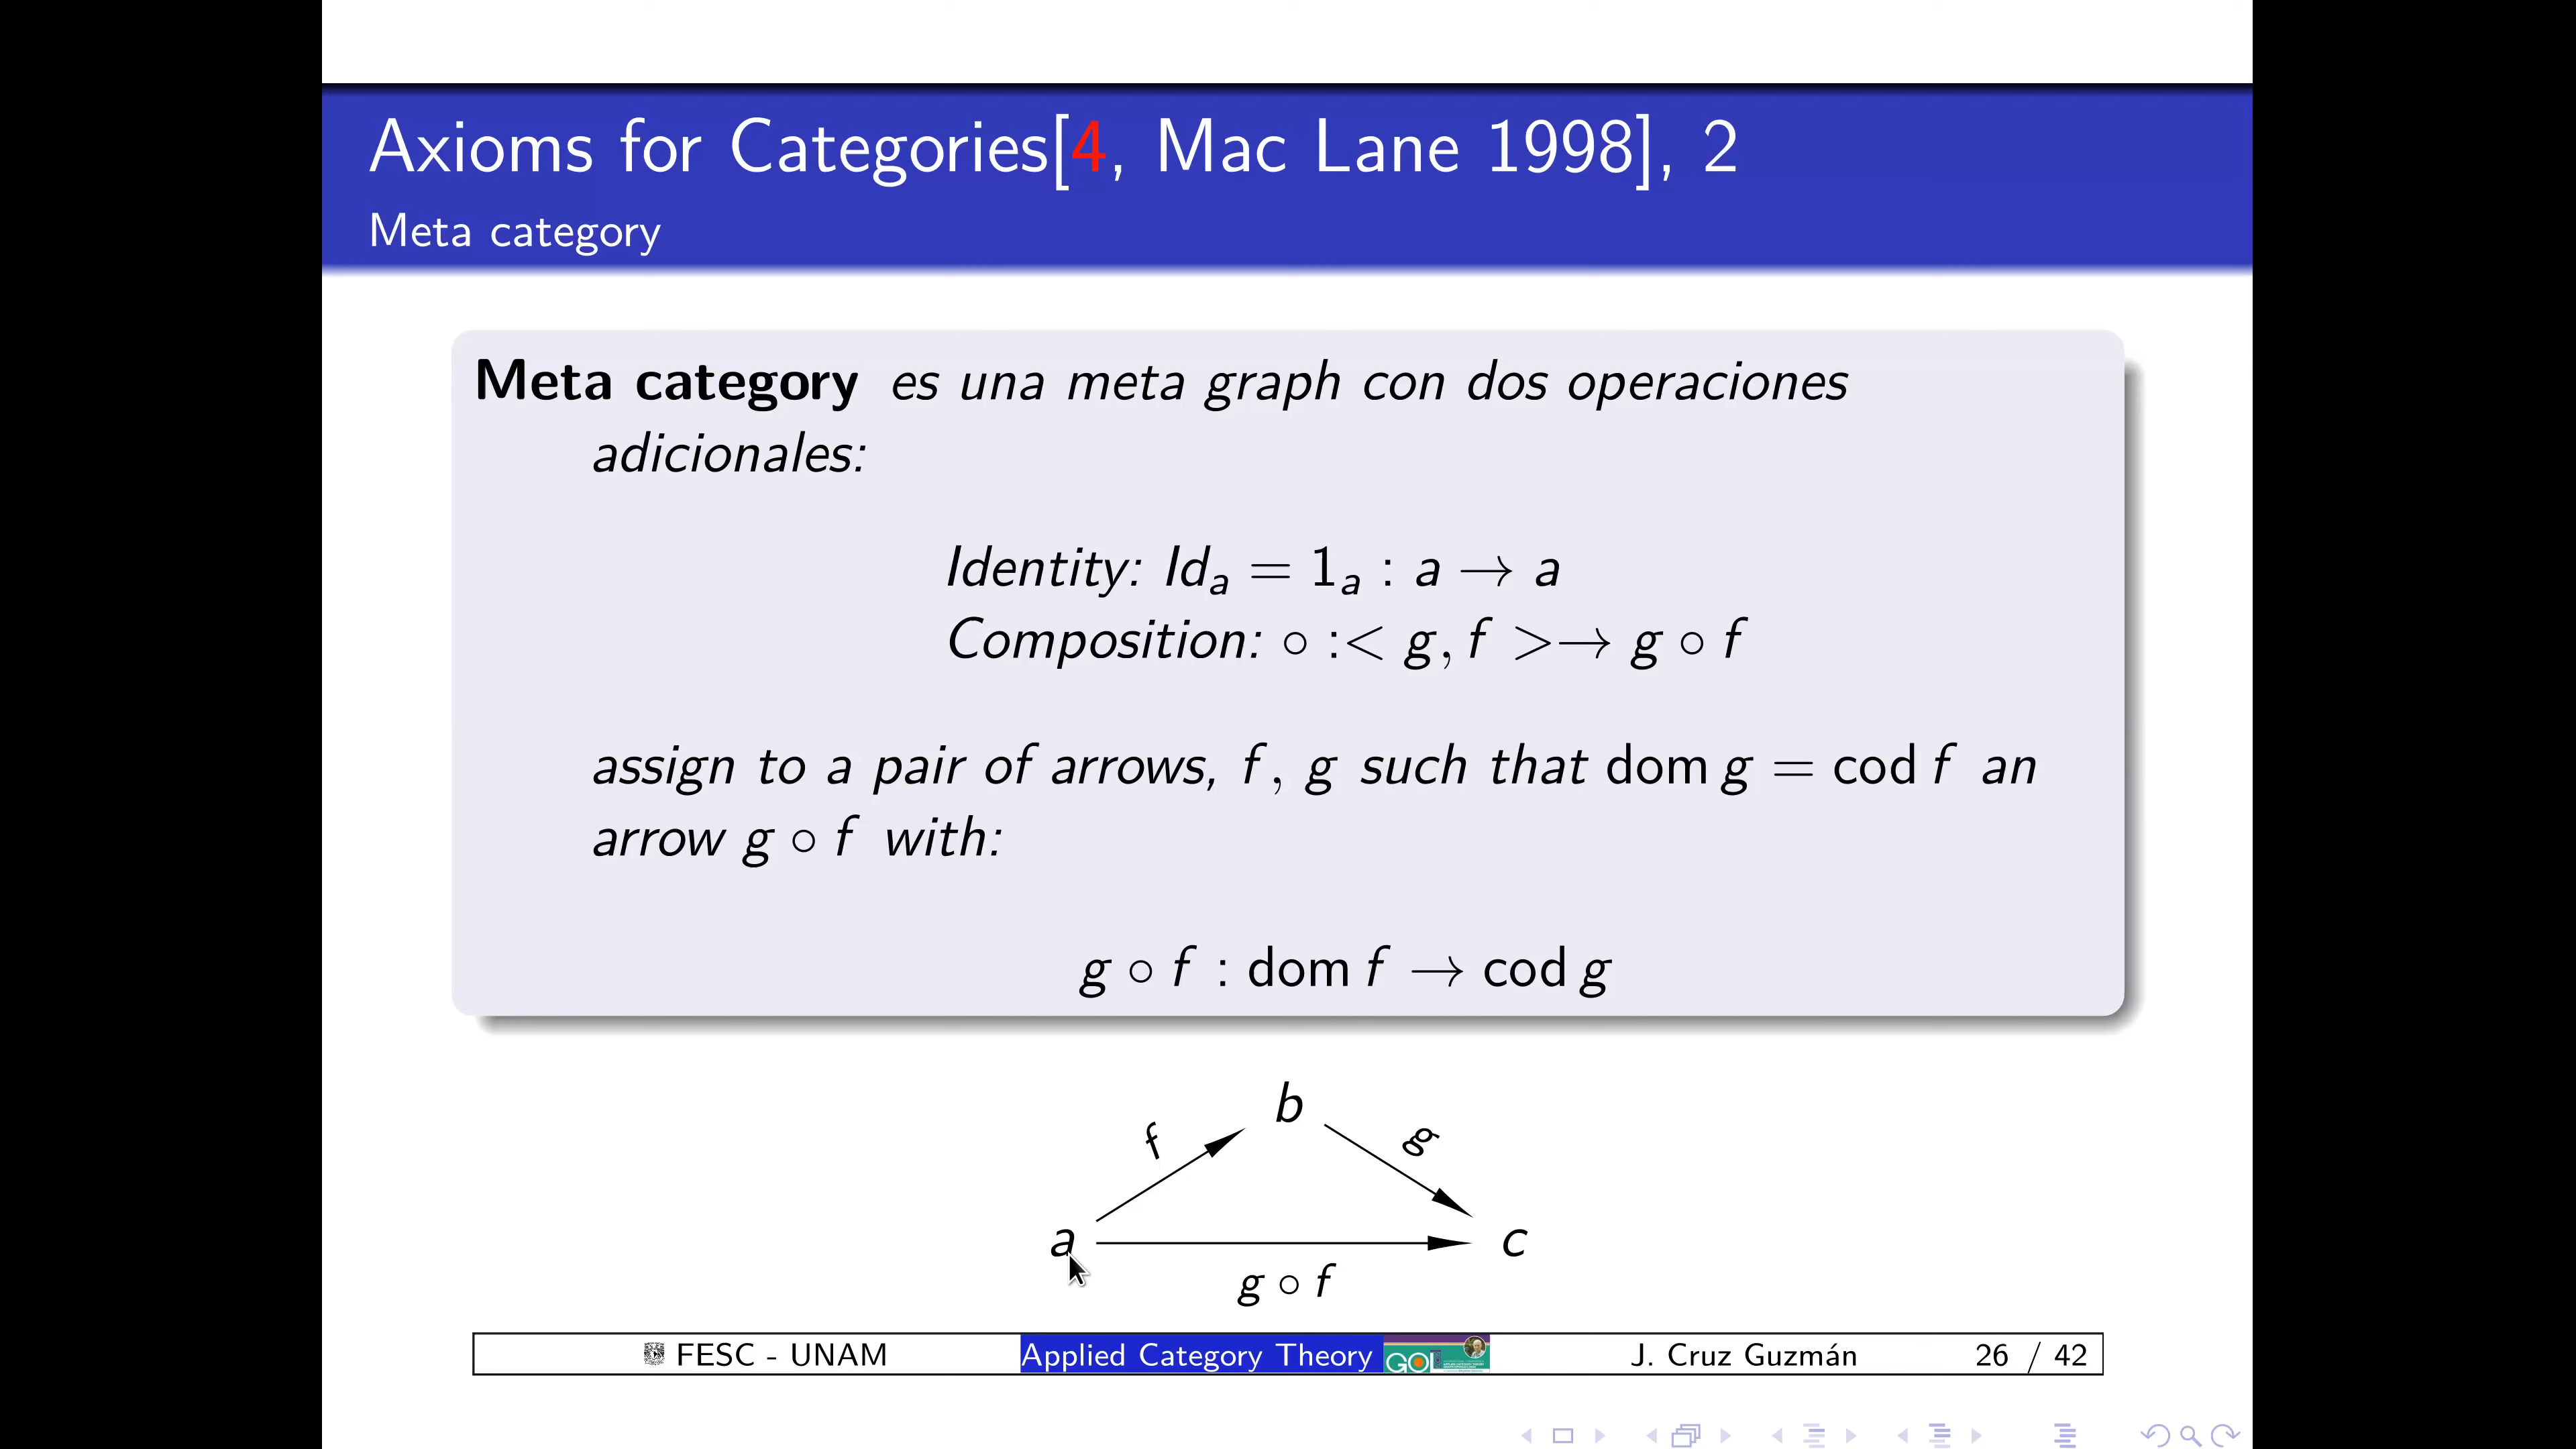 Axioms for Categories[4, Mac Lane 1998], 2
Meta category
Meta category es una meta graph con dos operaciones
adicionales:
Identity: Id_a = 1_a : a → a
Composition: ∘ :< g, f >→ g ∘ f
assign to a pair of arrows, f, g such that dom g = cod f an
arrow g ∘ f with:
g ∘ f : dom f → cod g
b
f
g
a
c
g ∘ f
FESC - UNAM
Applied Category Theory
GOI
J. Cruz Guzmán
26 / 42